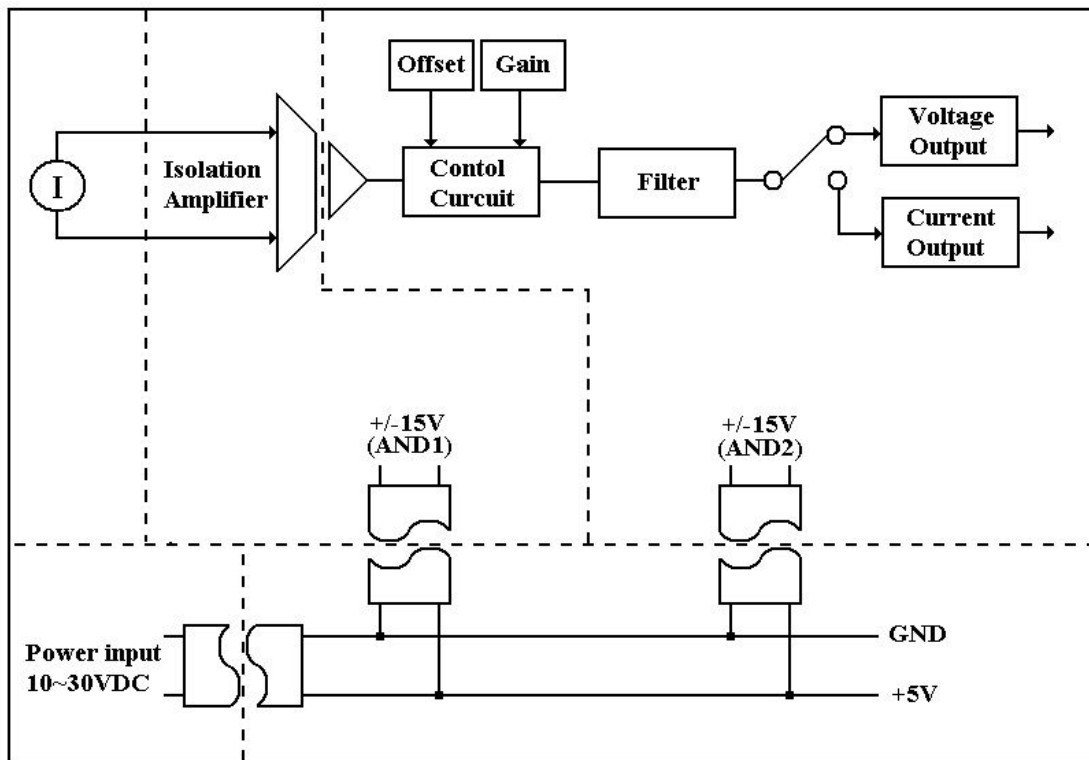 Offset
Gain
I
Isolation
Amplifier
Contol
Curcuit
Filter
Voltage
Output
Current
Output
+/-15V
(AND1)
+/-15V
(AND2)
Power input
10~30VDC
GND
+5V